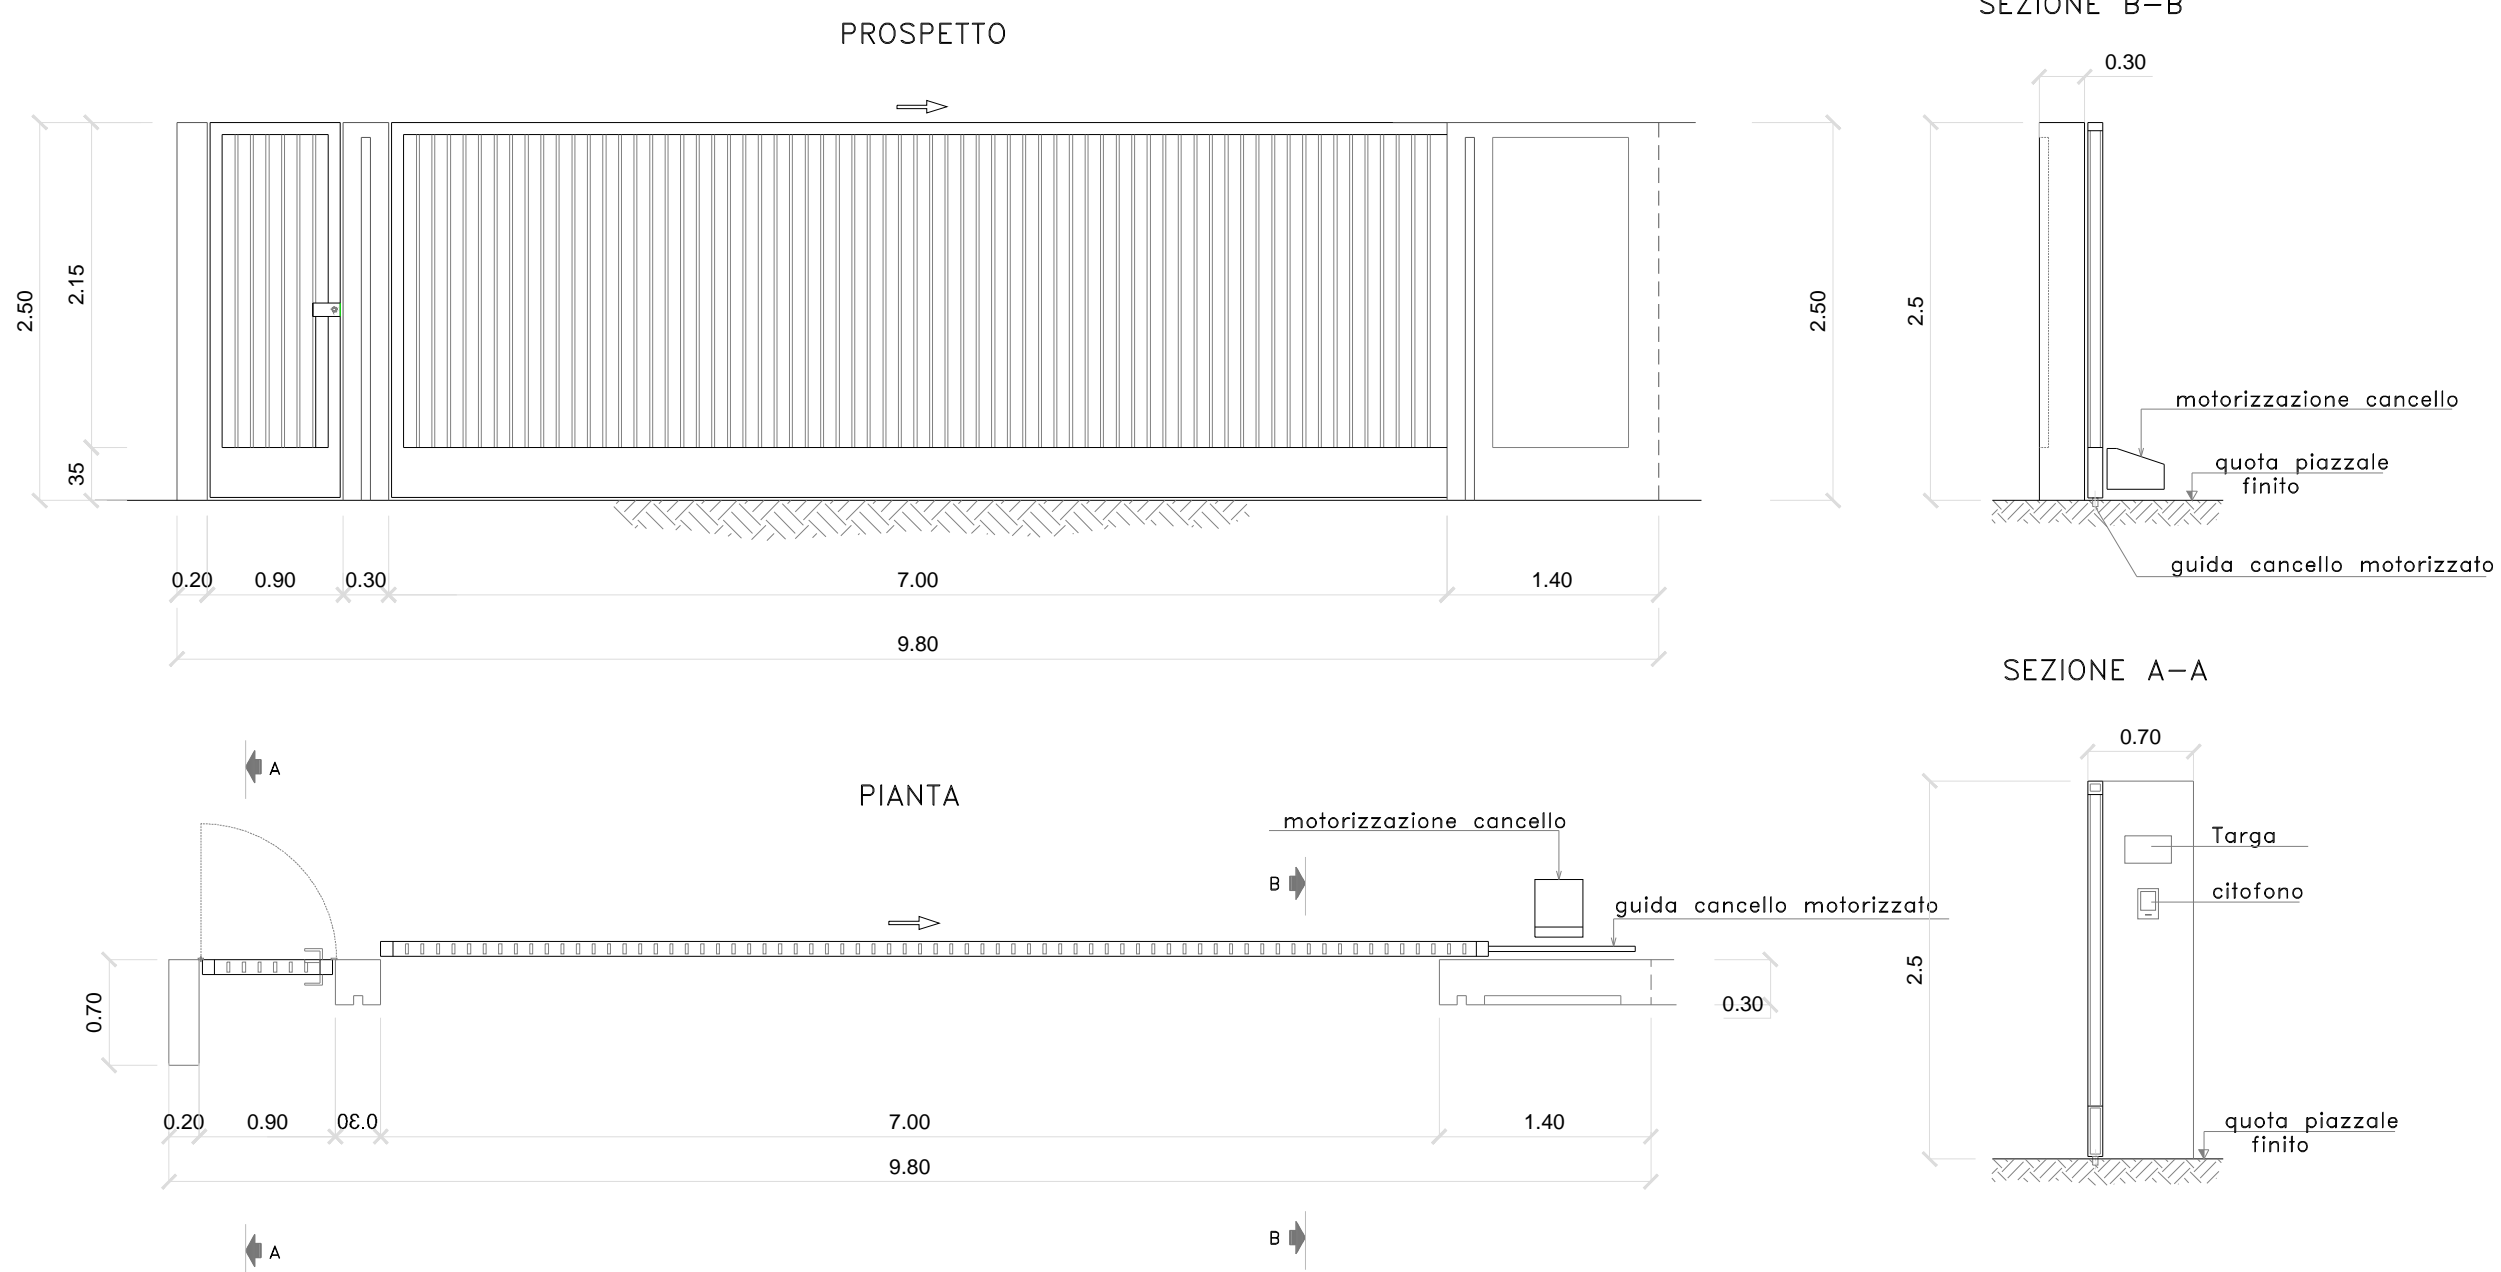 SEZIONE B-B
PROSPETTO
0.30
2.50
2.15
35
2.50
2.5
motorizzazione cancello
quota piazzale
finito
guida cancello motorizzato
0.20
0.90
0.30
7.00
1.40
9.80
SEZIONE A-A
0.70
A
PIANTA
motorizzazione cancello
B
guida cancello motorizzato
Targa
citofono
2.5
0.70
0.30
0.20
0.90
0.30
7.00
1.40
quota piazzale
finito
9.80
A
B